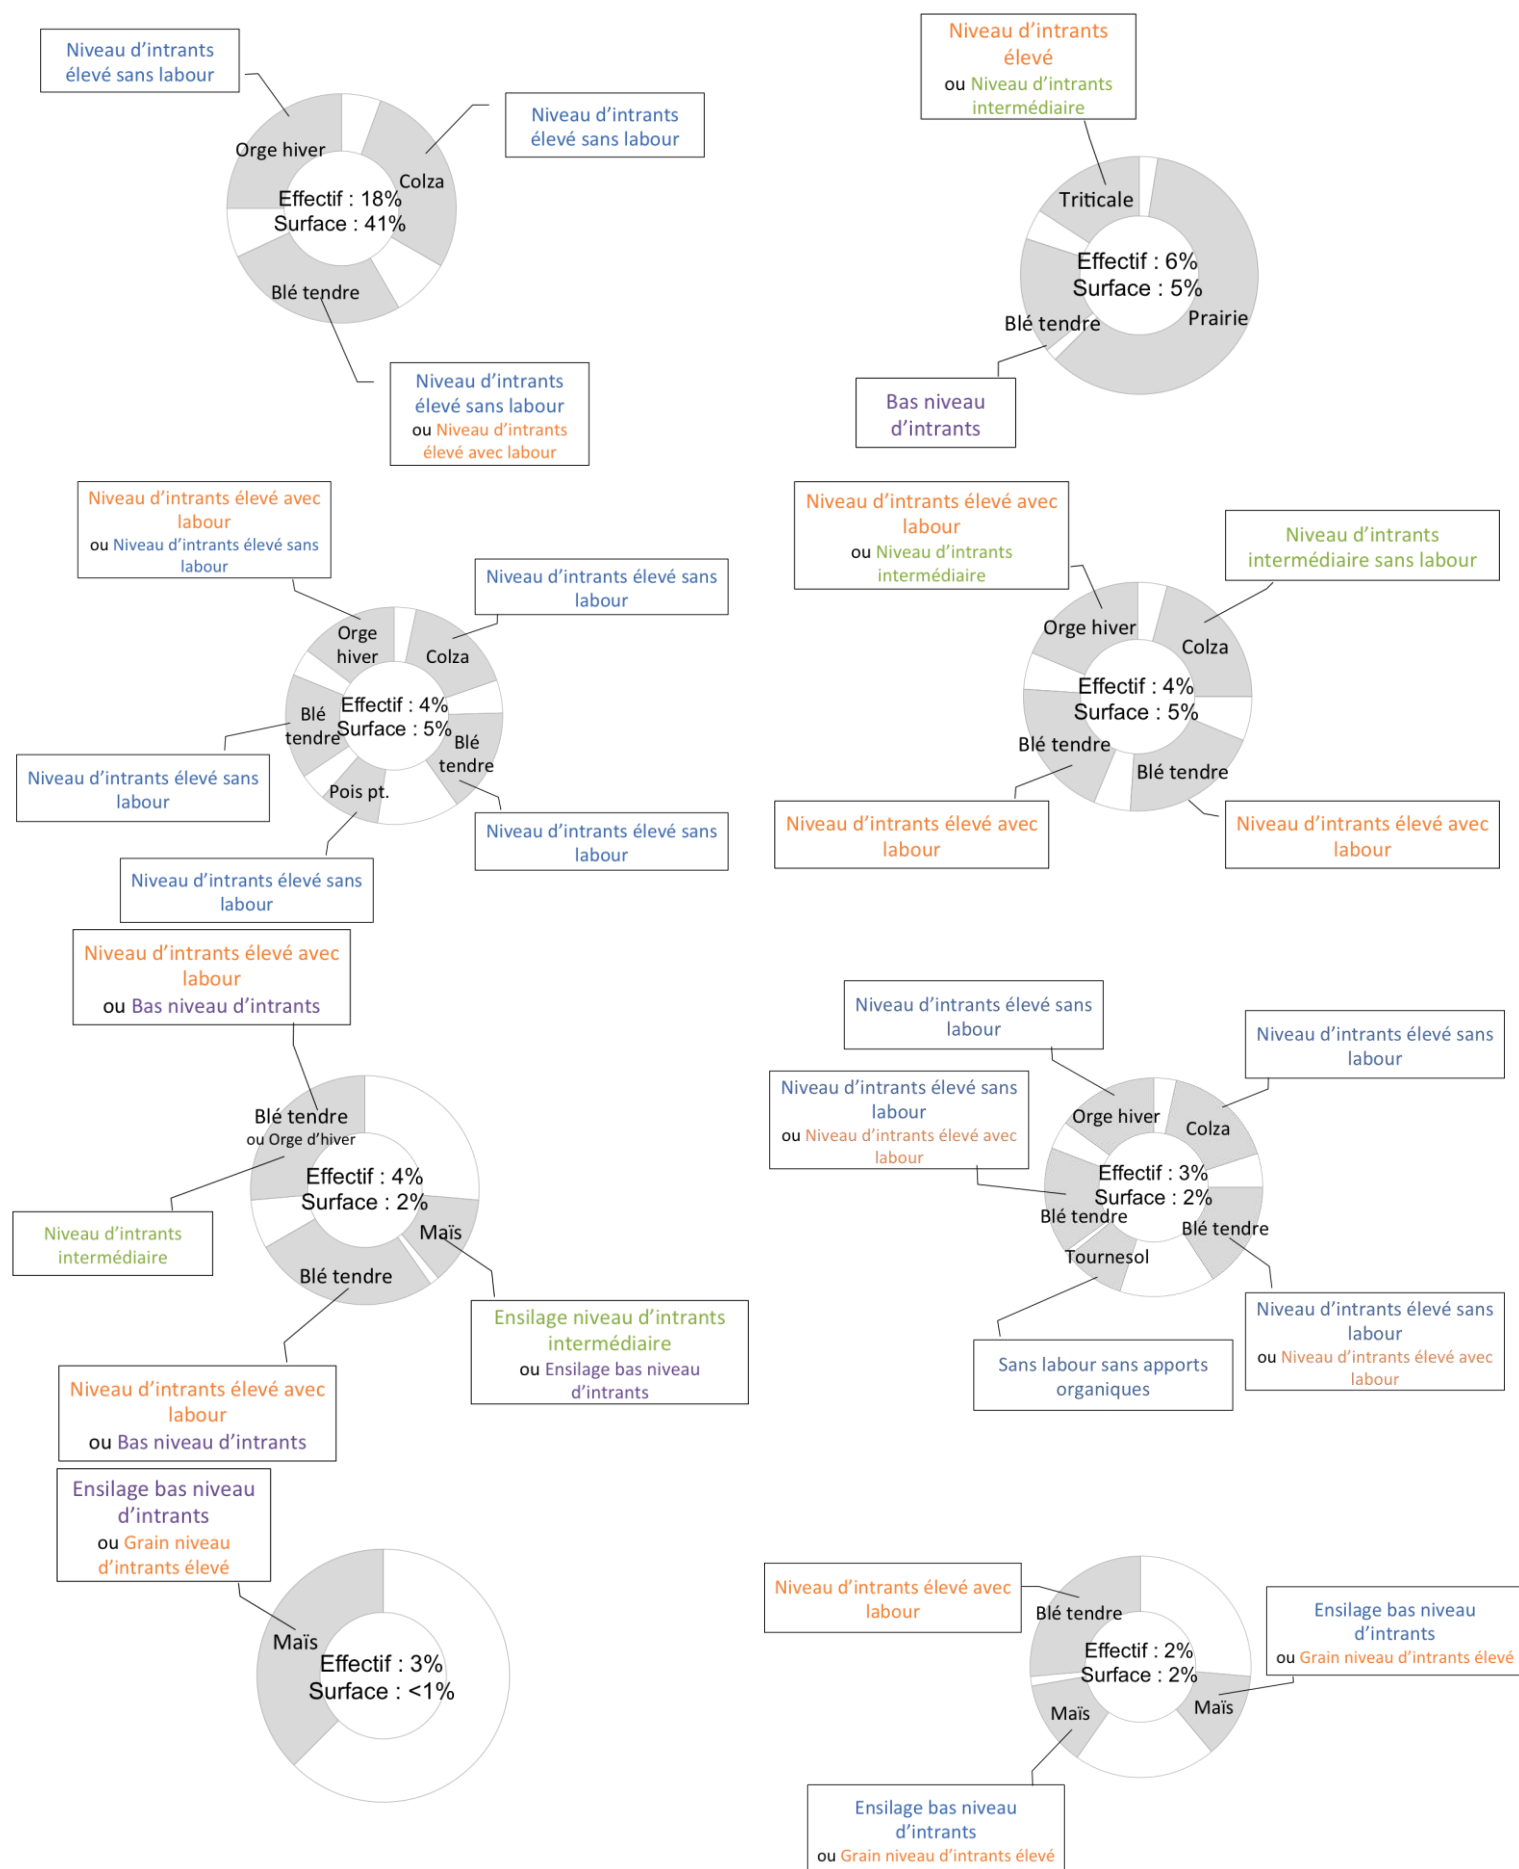 Niveau d'intrants
élevé sans labour
Niveau d'intrants
élevé sans labour
Orge hiver
Colza
Effectif : 18%
Surface : 41%
Blé tendre
Niveau d'intrants
élevé sans labour
ou Niveau d'intrants
élevé avec labour
Niveau d'intrants
élevé
ou Niveau d'intrants
intermédiaire
Triticale
Effectif : 6%
Surface : 5%
Blé tendre
Prairie
Bas niveau
d'intrants
Niveau d'intrants élevé avec
labour
ou Niveau d'intrants élevé sans
labour
Niveau d'intrants élevé sans
labour
Orge
hiver
Colza
Effectif : 4%
Surface : 5%
Blé
tendre
Blé
tendre
Pois pt.
Niveau d'intrants élevé sans
labour
Niveau d'intrants élevé sans
labour
Niveau d'intrants élevé sans
labour
Niveau d'intrants élevé avec
labour
ou Niveau d'intrants
intermédiaire
Niveau d'intrants
intermédiaire sans labour
Orge hiver
Colza
Effectif : 4%
Surface : 5%
Blé tendre
Blé tendre
Niveau d'intrants élevé avec
labour
Niveau d'intrants élevé avec
labour
Niveau d'intrants élevé avec
labour
ou Bas niveau d'intrants
Blé tendre
ou Orge d'hiver
Effectif : 4%
Surface : 2%
Maïs
Blé tendre
Niveau d'intrants
intermédiaire
Ensilage niveau d'intrants
intermédiaire
ou Ensilage bas niveau
d'intrants
Niveau d'intrants élevé avec
labour
ou Bas niveau d'intrants
Niveau d'intrants élevé sans
labour
Niveau d'intrants élevé sans
labour
Niveau d'intrants élevé sans
labour
ou Niveau d'intrants élevé avec
labour
Orge hiver
Colza
Effectif : 3%
Surface : 2%
Blé tendre
Blé tendre
Tournesol
Niveau d'intrants élevé sans
labour
ou Niveau d'intrants élevé avec
labour
Sans labour sans apports
organiques
Ensilage bas niveau
d'intrants
ou Grain niveau
d'intrants élevé
Maïs
Effectif : 3%
Surface : <1%
Niveau d'intrants élevé avec
labour
Blé tendre
Ensilage bas niveau
d'intrants
ou Grain niveau d'intrants élevé
Effectif : 2%
Surface : 2%
Maïs
Maïs
Ensilage bas niveau
d'intrants
ou Grain niveau d'intrants élevé